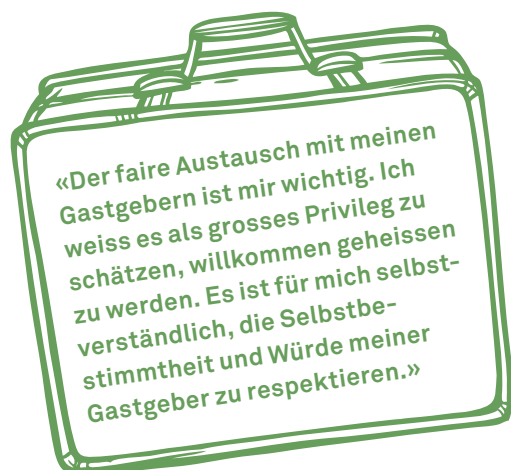 «Der faire Austausch mit meinen
Gastgebern ist mir wichtig. Ich
weiss es als grosses Privileg zu
schätzen, willkommen geheissen
zu werden. Es ist für mich selbst-
verständlich, die Selbstbe-
stimmtheit und Würde meiner
Gastgeber zu respektieren.»